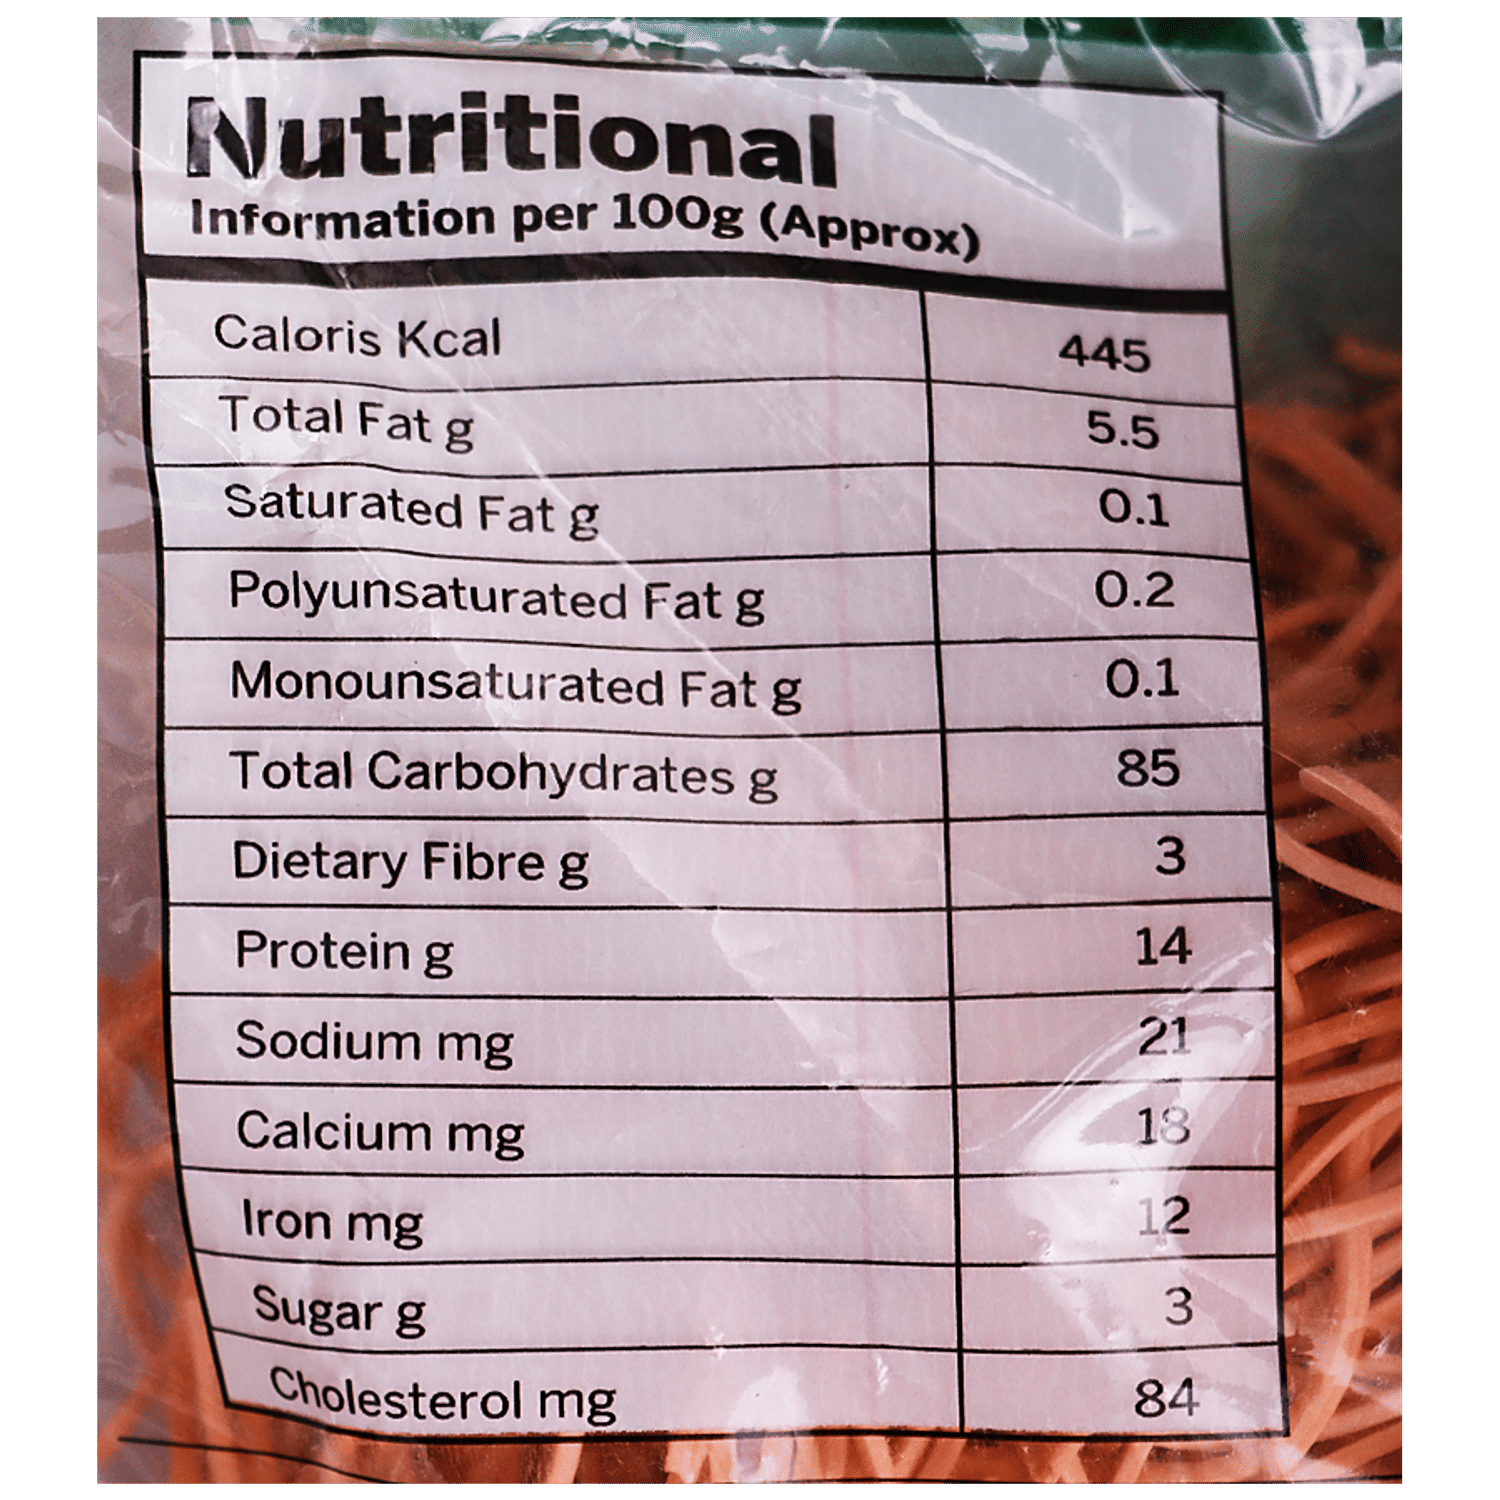 Nutritional
Information per 100g (Approx)
Caloris Kcal 445
Total Fat g 5.5
Saturated Fat g 0.1
Polyunsaturated Fat g 0.2
Monounsaturated Fat g 0.1
Total Carbohydrates g 85
Dietary Fibre g 3
Protein g 14
Sodium mg 21
Calcium mg 18
Iron mg 12
Sugar g 3
Cholesterol mg 84